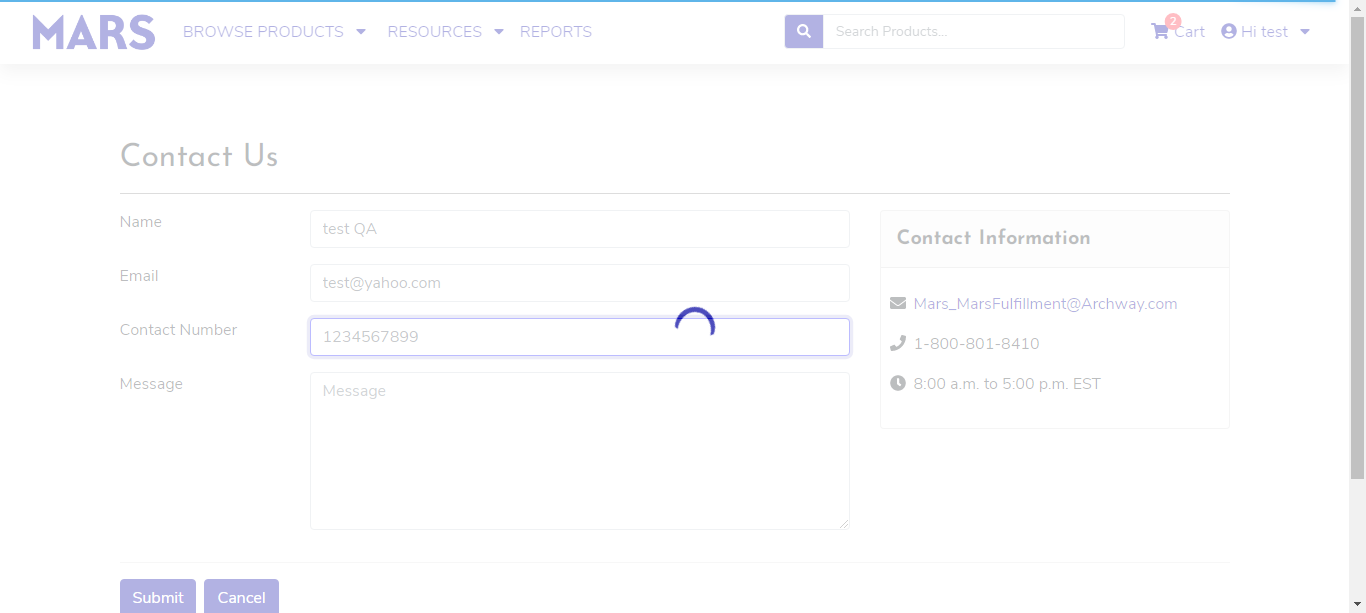 MARS BROWSE PRODUCTS RESOURCES REPORTS Search Products... 2 Cart Hi test
Contact Us
Name test QA
Email test@yahoo.com
Contact Number 1234567899
Message Message
Contact Information
Mars_MarsFulfillment@Archway.com
1-800-801-8410
8:00 a.m. to 5:00 p.m. EST
Submit Cancel